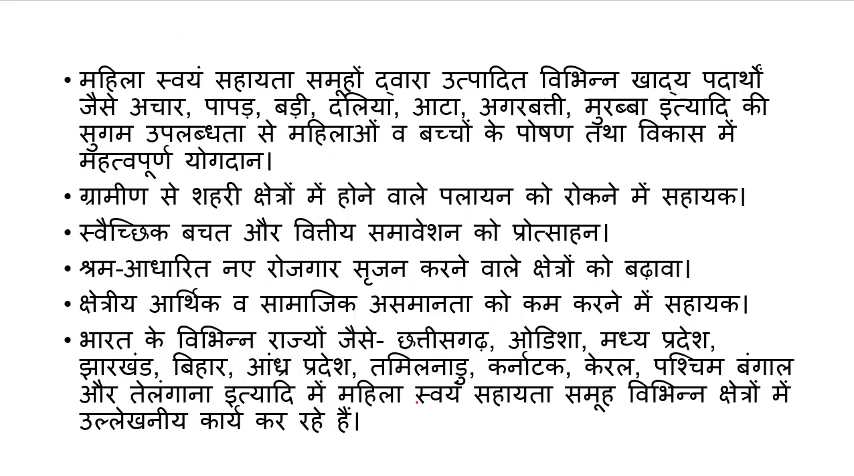 • महिला स्वयं सहायता समूहों द्वारा उत्पादित विभिन्न खाद्य पदार्थों
जैसे अचार, पापड़, बड़ी, दलिया, आटा, अगरबत्ती, मुरब्बा इत्यादि की
सुगम उपलब्धता से महिलाओं व बच्चों के पोषण तथा विकास में
महत्वपूर्ण योगदान।
• ग्रामीण से शहरी क्षेत्रों में होने वाले पलायन को रोकने में सहायक।
• स्वैच्छिक बचत और वित्तीय समावेशन को प्रोत्साहन।
• श्रम-आधारित नए रोजगार सृजन करने वाले क्षेत्रों को बढ़ावा।
• क्षेत्रीय आर्थिक व सामाजिक असमानता को कम करने में सहायक।
• भारत के विभिन्न राज्यों जैसे- छत्तीसगढ़, ओडिशा, मध्य प्रदेश,
झारखंड, बिहार, आंध्र प्रदेश, तमिलनाडु, कर्नाटक, केरल, पश्चिम बंगाल
और तेलंगाना इत्यादि में महिला स्वयं सहायता समूह विभिन्न क्षेत्रों में
उल्लेखनीय कार्य कर रहे हैं।